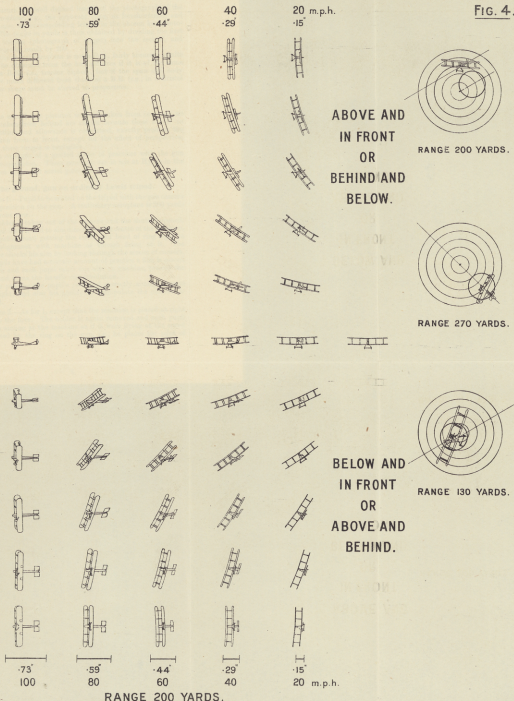 100 80 60 40 20 m.p.h.
·73° ·59° ·44° ·29° ·15°
FIG. 4.
ABOVE AND
IN FRONT
OR
BEHIND AND
BELOW.
RANGE 200 YARDS.
RANGE 270 YARDS.
BELOW AND
IN FRONT
OR
ABOVE AND
BEHIND.
RANGE 130 YARDS.
·73° ·59° ·44° ·29° ·15°
100 80 60 40 20 m.p.h.
RANGE 200 YARDS.